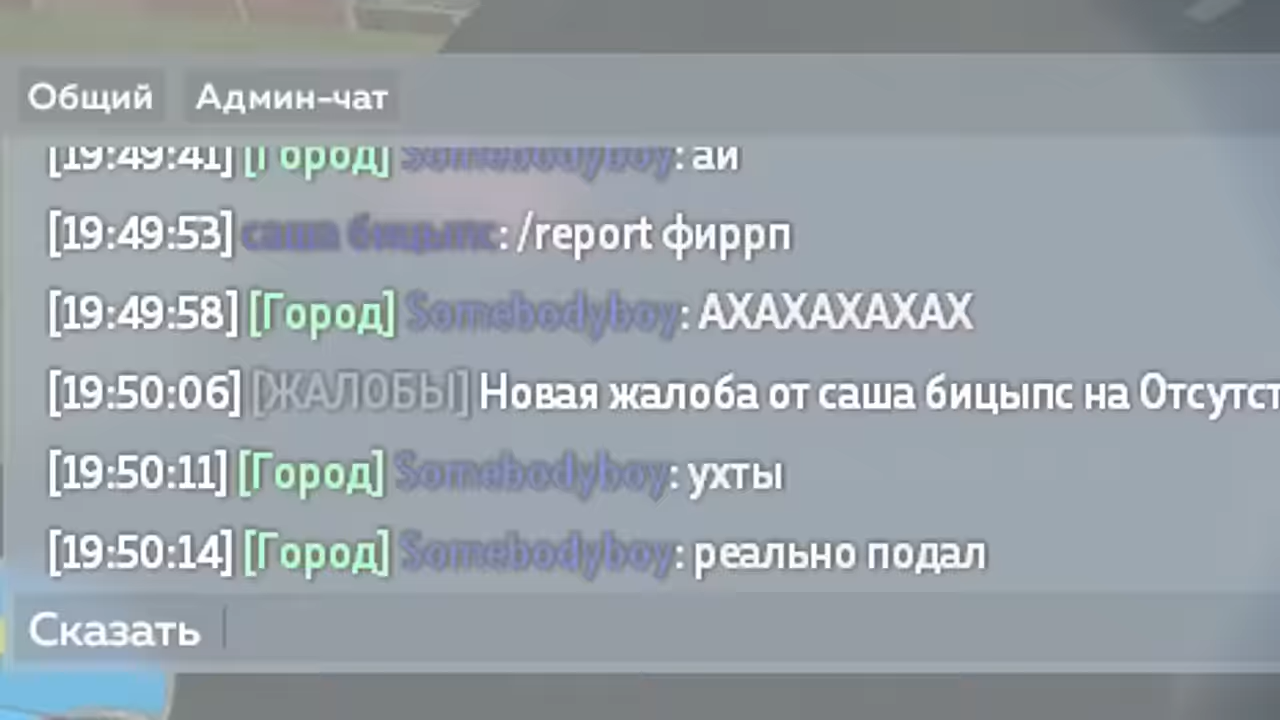 Общий Админ-чат
[19:49:41] [Город] Somebodyboy: ай
[19:49:53] саша бицыпс: /report фиррп
[19:49:58] [Город] Somebodyboy: АХАХАХАХАХ
[19:50:06] [ЖАЛОБЫ] Новая жалоба от саша бицыпс на Отсутст
[19:50:11] [Город] Somebodyboy: ухты
[19:50:14] [Город] Somebodyboy: реально подал
Сказать